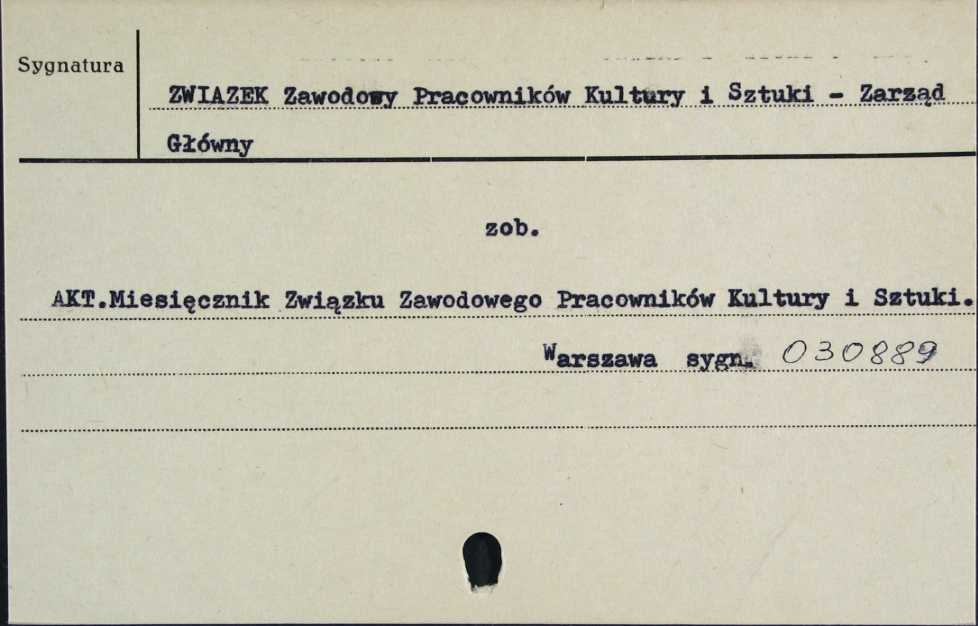 Sygnatura
ZWIAZEK Zawodowy Pracowników Kultury i Sztuki - Zarząd
Główny
zob.
AKT.Miesięcznik Związku Zawodowego Pracowników Kultury i Sztuki.
Warszawa sygn. 030889